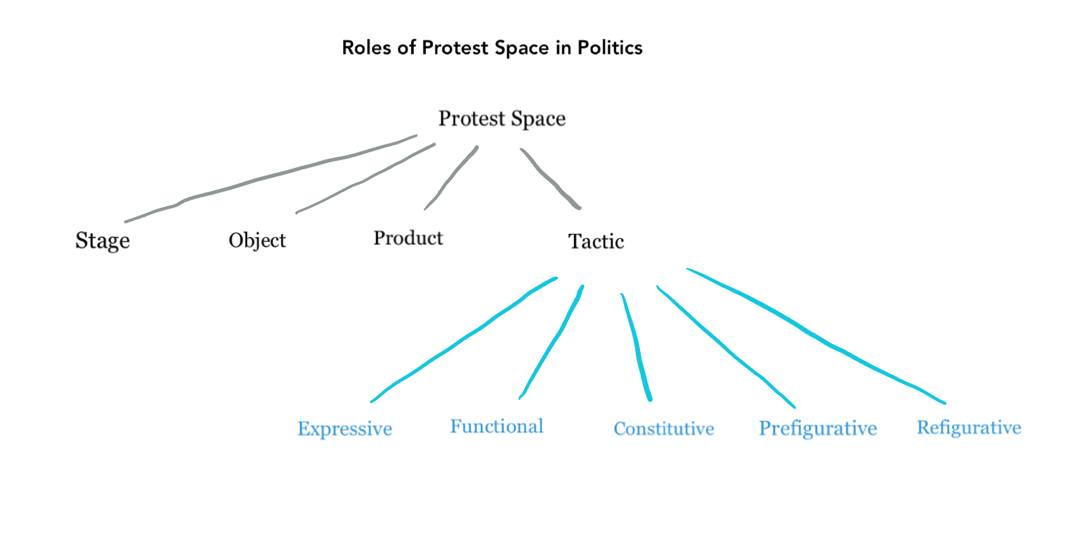 Roles of Protest Space in Politics
Protest Space
Stage
Object
Product
Tactic
Expressive
Functional
Constitutive
Prefigurative
Refigurative